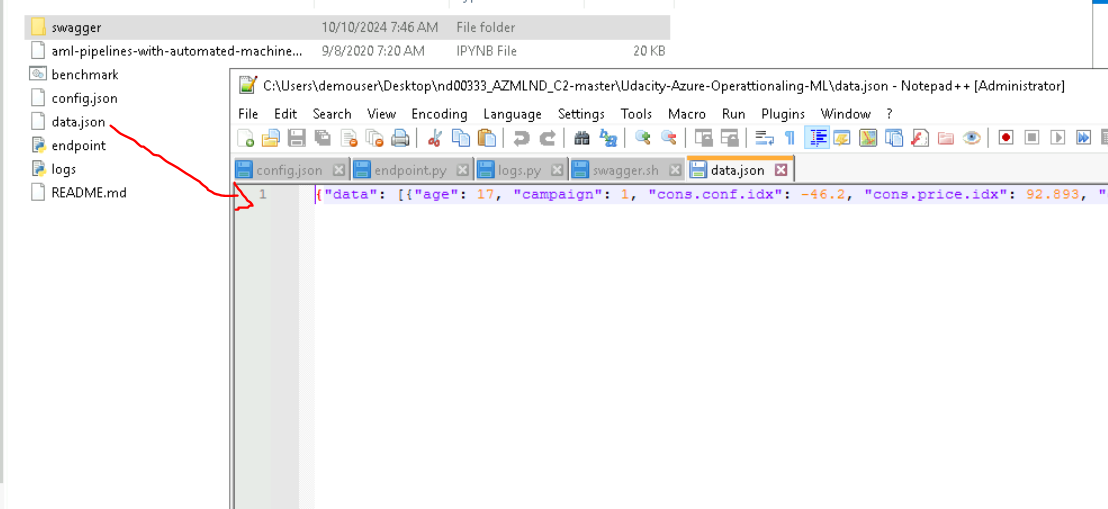 swagger 10/10/2024 7:46 AM File folder
aml-pipelines-with-automated-machine... 9/8/2020 7:20 AM IPYNB File 20 KB
benchmark
config.json
data.json
endpoint
logs
README.md
C:\Users\demouser\Desktop\nd00333_AZMLND_C2-master\Udacity-Azure-Operattionaling-ML\data.json - Notepad++ [Administrator]
File Edit Search View Encoding Language Settings Tools Macro Run Plugins Window ?
config.json endpoint.py logs.py swagger.sh data.json
1 {"data": [{"age": 17, "campaign": 1, "cons.conf.idx": -46.2, "cons.price.idx": 92.893, "